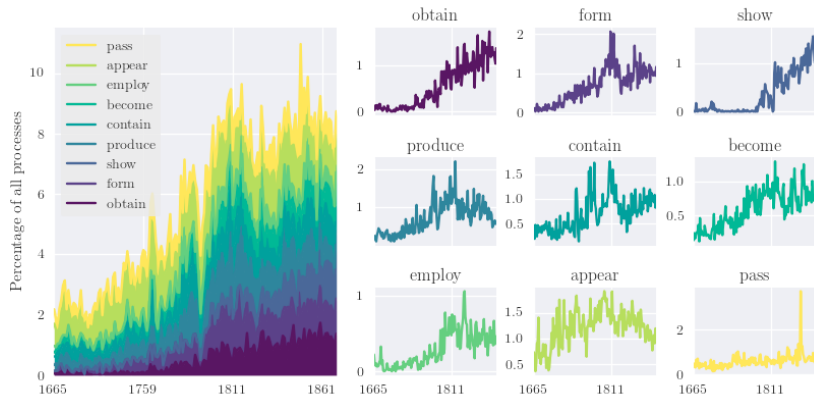 Percentage of all processes
10
8
6
4
2
0
1665 1759 1811 1861
pass
appear
employ
become
contain
produce
show
form
obtain
obtain
1
0
form
2
1
0
show
1
0
produce
2
1
contain
1.5
1.0
0.5
become
1.0
0.5
employ
1
0
1665 1811
appear
1.5
1.0
0.5
1665 1811
pass
2
0
1665 1811